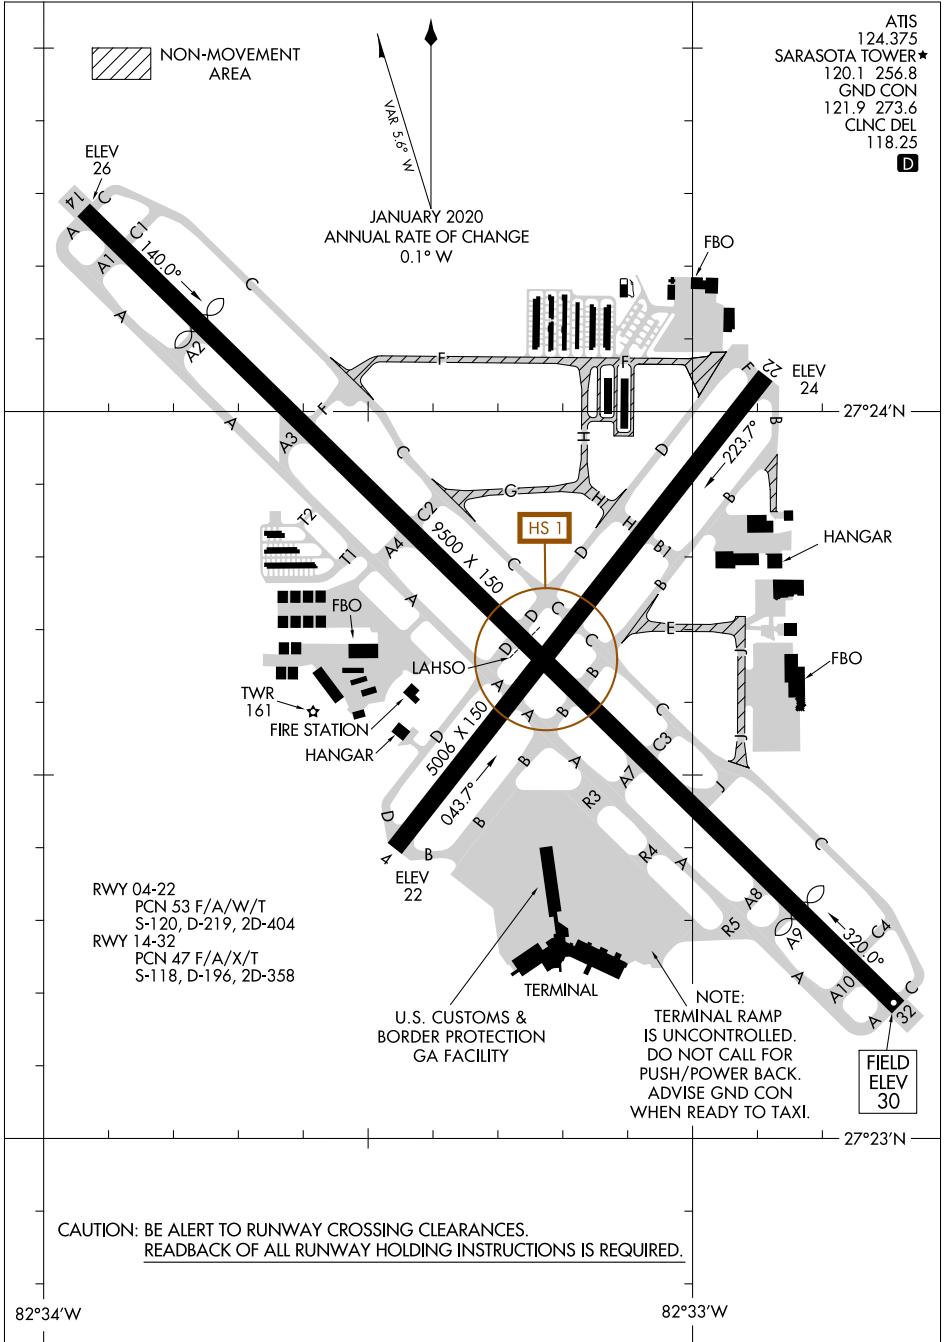 NON-MOVEMENT
AREA
VAR 5.6° W
JANUARY 2020
ANNUAL RATE OF CHANGE
0.1° W
ATIS
124.375
SARASOTA TOWER★
120.1 256.8
GND CON
121.9 273.6
CLNC DEL
118.25
D
ELEV
26
14
C
A
C1
A1
140.0°
C
A
A2
FBO
F
F
F
22
ELEV
24
27°24'N
B
F
A
A3
H
D
223.7°
C
G
H
B
C2
T2
H
HS 1
9500 X 150
A4
T1
D
B1
HANGAR
C
B
FBO
A
D
C
C
E
J
D
LAHSO
B
FBO
A
TWR
161
A
B
C
FIRE STATION
HANGAR
D
5006 X 150
C3
J
B
A
A7
J
043.7°
R3
D
B
C
4
B
R4
A
ELEV
22
RWY 04-22
PCN 53 F/A/W/T
S-120, D-219, 2D-404
RWY 14-32
PCN 47 F/A/X/T
S-118, D-196, 2D-358
A8
R5
A9
C4
320.0°
A
A10
C
A
32
TERMINAL
U.S. CUSTOMS &
BORDER PROTECTION
GA FACILITY
NOTE:
TERMINAL RAMP
IS UNCONTROLLED.
DO NOT CALL FOR
PUSH/POWER BACK.
ADVISE GND CON
WHEN READY TO TAXI.
FIELD
ELEV
30
27°23'N
CAUTION: BE ALERT TO RUNWAY CROSSING CLEARANCES.
READBACK OF ALL RUNWAY HOLDING INSTRUCTIONS IS REQUIRED.
82°34'W
82°33'W